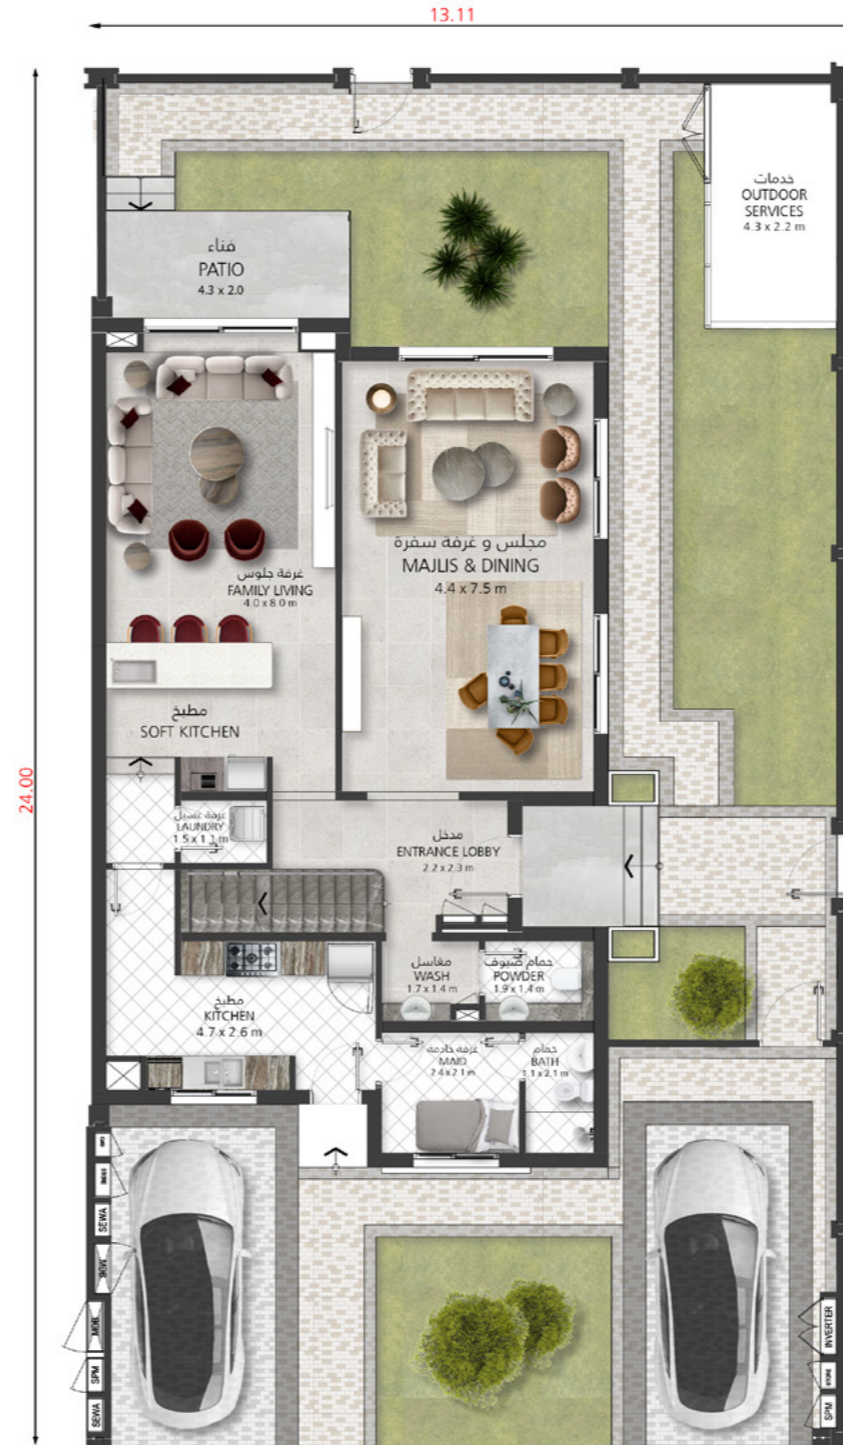 13.11
24.00
خدمات
OUTDOOR
SERVICES
4.3 x 2.2 m
فناء
PATIO
4.3 x 2.0
مجلس و غرفة سفرة
MAJLIS & DINING
4.4 x 7.5 m
غرفة جلوس
FAMILY LIVING
4.0 x 8.0 m
مطبخ
SOFT KITCHEN
غرفة غسيل
LAUNDRY
1.5 x 1.1 m
مدخل
ENTRANCE LOBBY
2.2 x 2.3 m
مغاسل
WASH
1.7 x 1.4 m
حمام ضيوف
POWDER
1.9 x 1.4 m
مطبخ
KITCHEN
4.7 x 2.6 m
غرفة خادمة
MAID
2.4 x 2.1 m
حمام
BATH
1.1 x 2.1 m
SEWA
MDB
MDB
SPM
SEWA
INVERTER
STORE
SPM